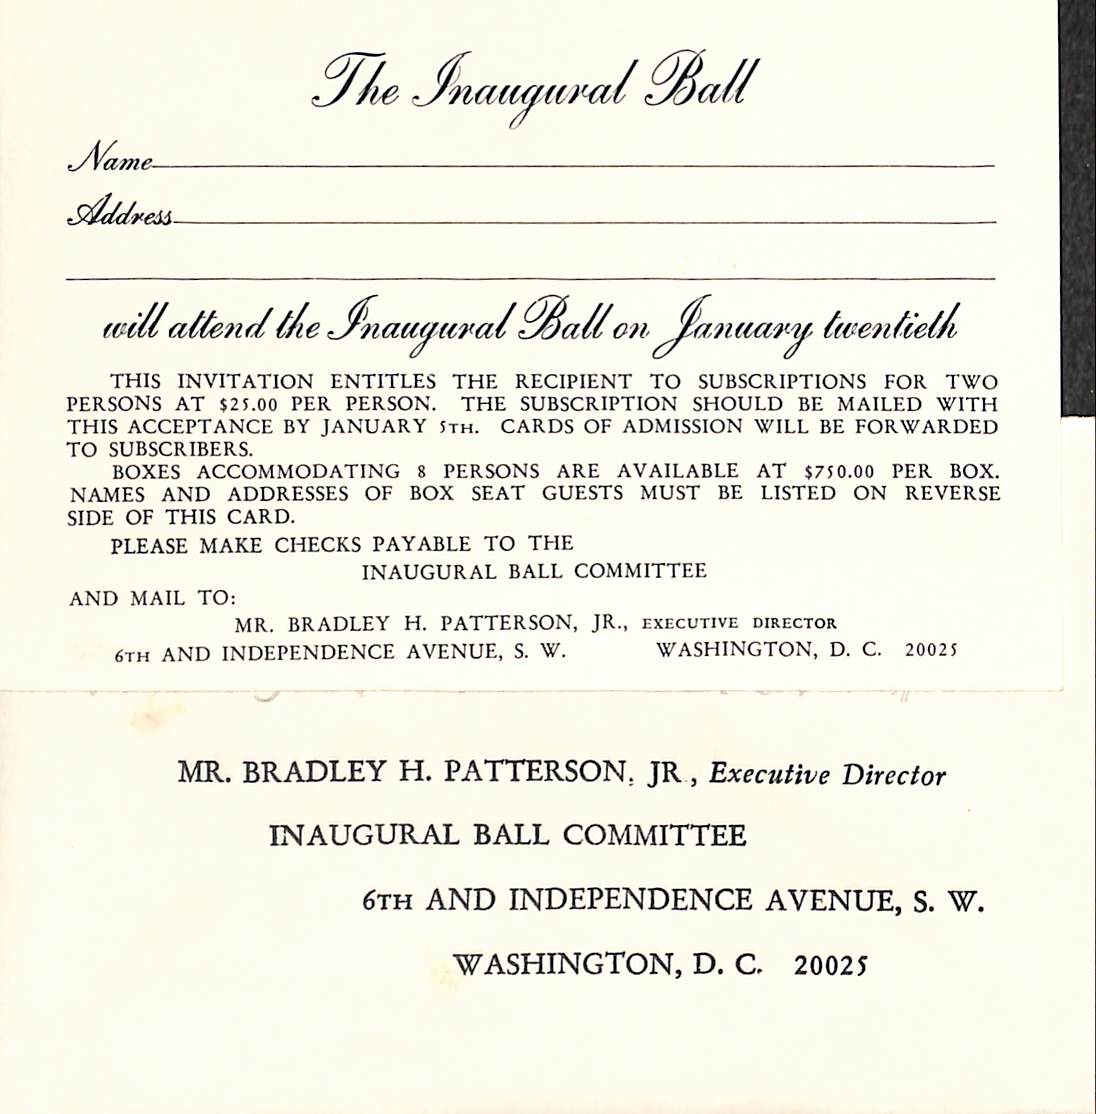 The Inaugural Ball
Name
Address
will attend the Inaugural Ball on January twentieth
THIS INVITATION ENTITLES THE RECIPIENT TO SUBSCRIPTIONS FOR TWO
PERSONS AT $25.00 PER PERSON. THE SUBSCRIPTION SHOULD BE MAILED WITH
THIS ACCEPTANCE BY JANUARY 5TH. CARDS OF ADMISSION WILL BE FORWARDED
TO SUBSCRIBERS.
BOXES ACCOMMODATING 8 PERSONS ARE AVAILABLE AT $750.00 PER BOX.
NAMES AND ADDRESSES OF BOX SEAT GUESTS MUST BE LISTED ON REVERSE
SIDE OF THIS CARD.
PLEASE MAKE CHECKS PAYABLE TO THE
INAUGURAL BALL COMMITTEE
AND MAIL TO:
MR. BRADLEY H. PATTERSON, JR., EXECUTIVE DIRECTOR
6TH AND INDEPENDENCE AVENUE, S. W. WASHINGTON, D. C. 20025
MR. BRADLEY H. PATTERSON, JR., Executive Director
INAUGURAL BALL COMMITTEE
6TH AND INDEPENDENCE AVENUE, S. W.
WASHINGTON, D. C. 20025